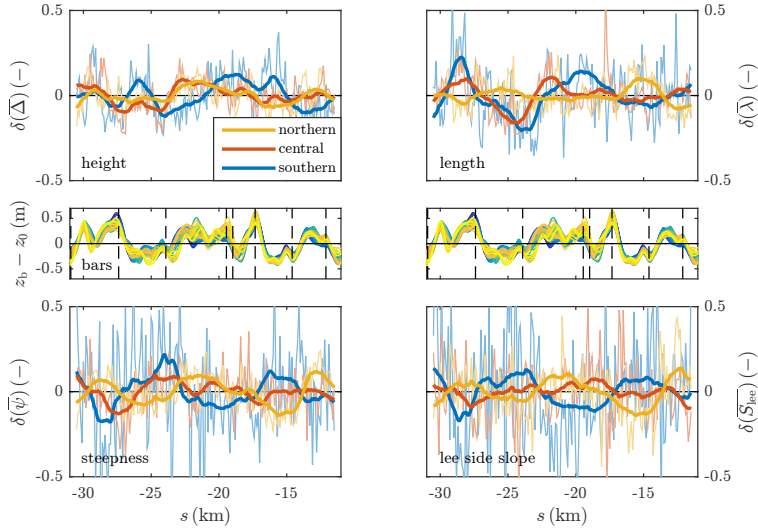 0.5
0
-0.5
δ(Δ̅) (−)
height
northern
central
southern
0.5
0
-0.5
δ(λ̅) (−)
length
0.5
0
-0.5
z_b − z_0 (m)
bars
0.5
0
-0.5
δ(ψ̅) (−)
steepness
-30 -25 -20 -15
s (km)
0.5
0
-0.5
δ(S̅_lee) (−)
lee side slope
-30 -25 -20 -15
s (km)